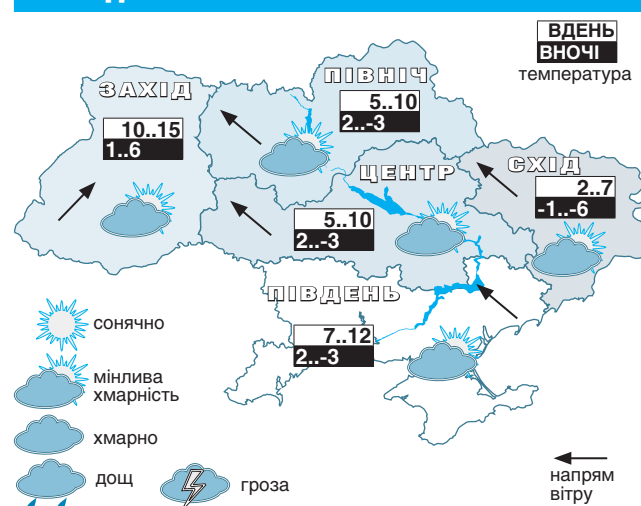 ВДЕНЬ
ВНОЧІ
температура
ПІВНІЧ
5..10
2..-3
ЗАХІД
10..15
1..6
ЦЕНТР
5..10
2..-3
СХІД
2..7
-1..-6
ПІВДЕНЬ
7..12
2..-3
сонячно
мінлива
хмарність
хмарно
дощ
гроза
напрям
вітру